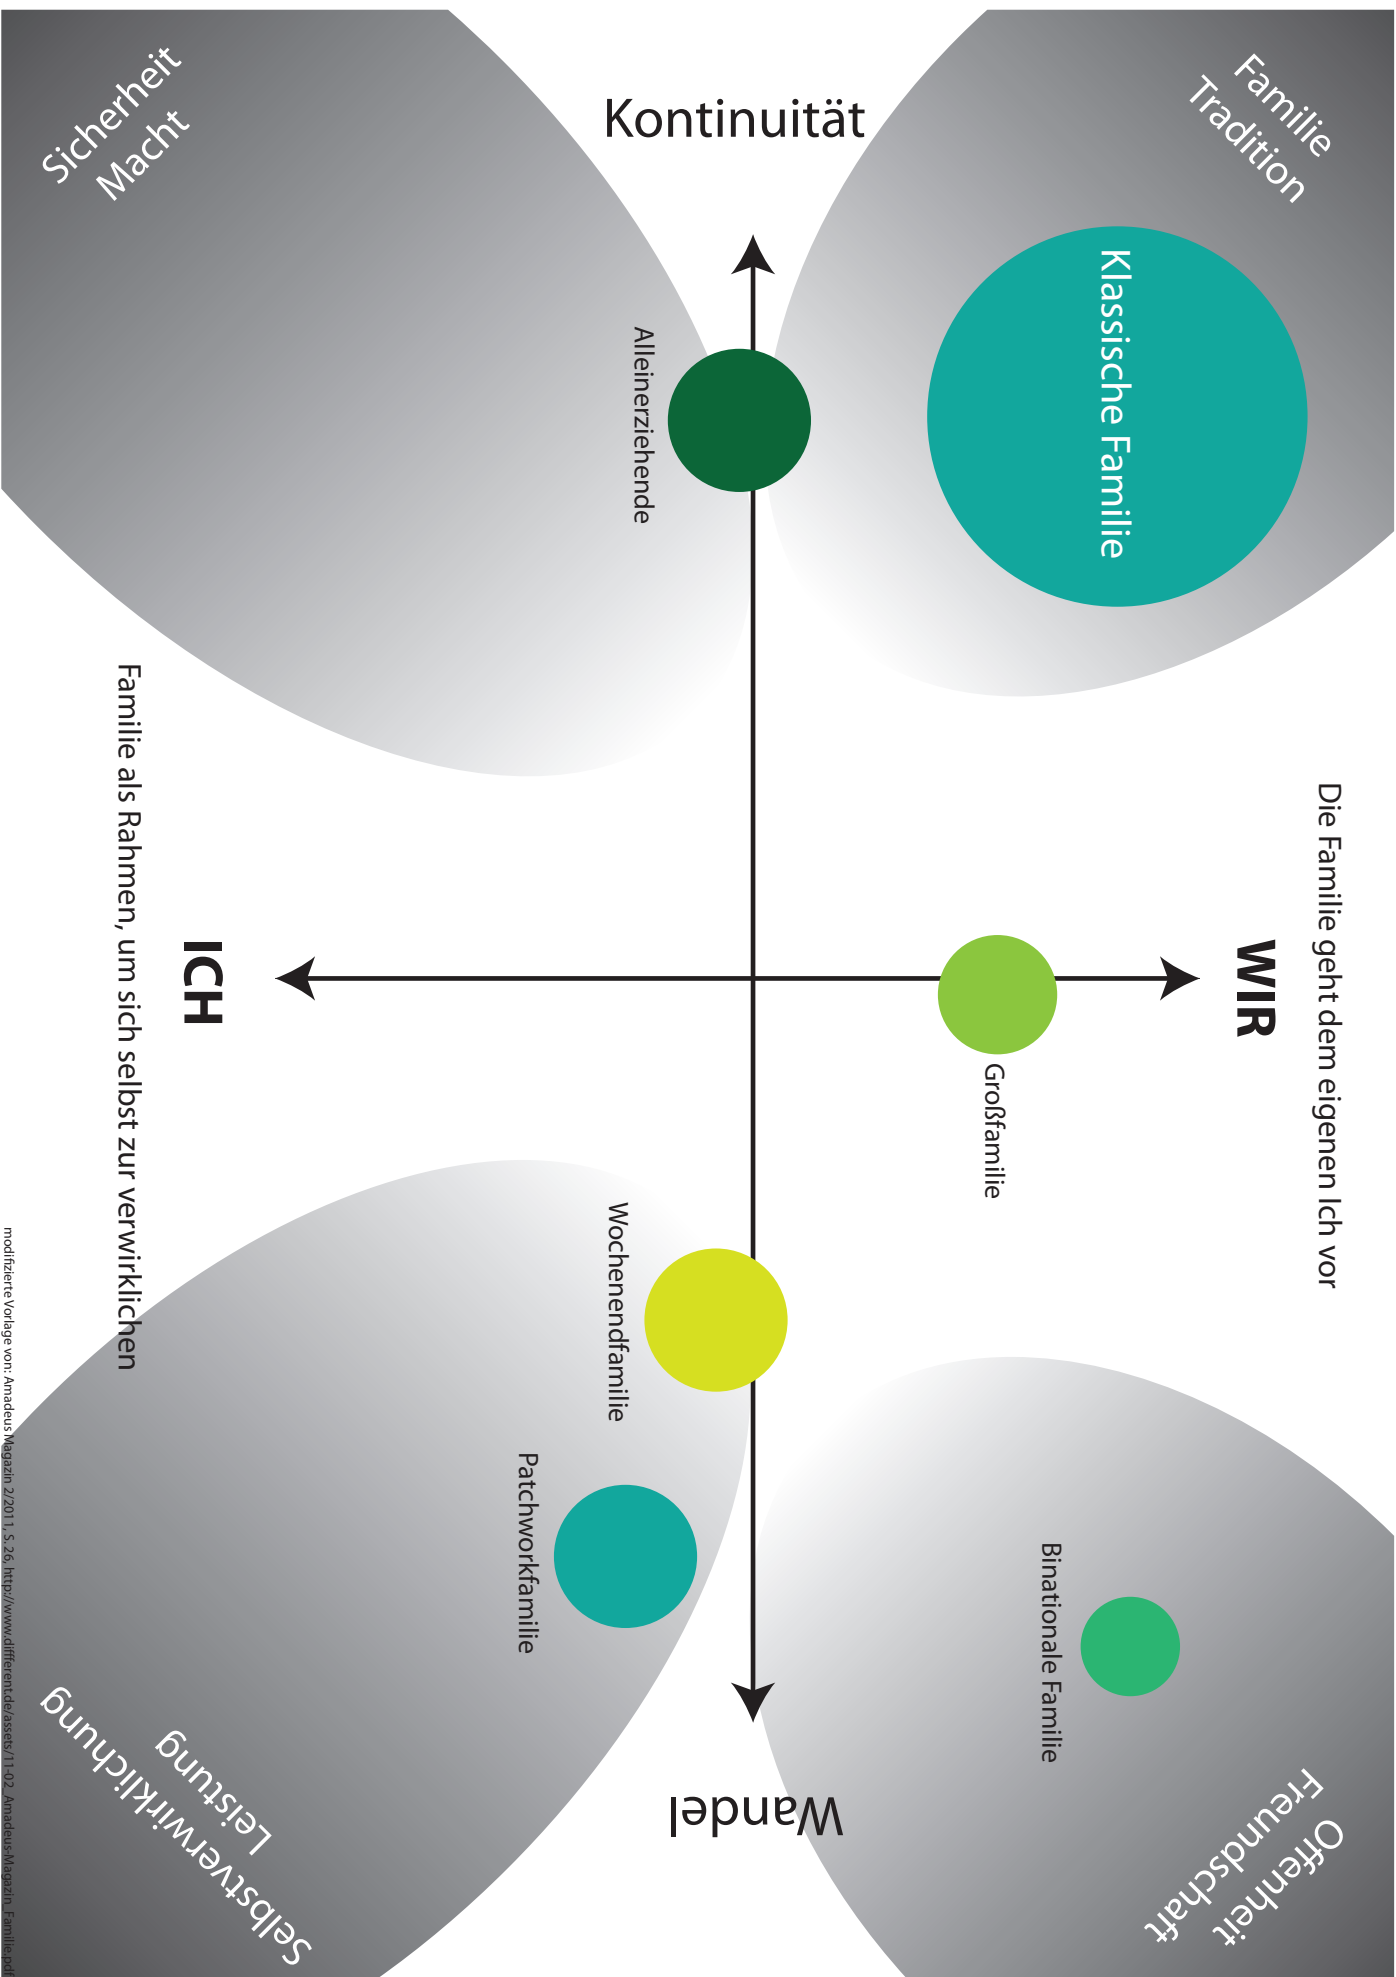 Die Familie geht dem eigenen Ich vor
WIR
Familie
Tradition
Klassische Familie
Großfamilie
Offenheit
Freundschaft
Binationale Familie
Kontinuität
Alleinerziehende
Wochenendfamilie
Patchworkfamilie
Wandel
Sicherheit
Macht
ICH
Familie als Rahmen, um sich selbst zur verwirklichen
Leistung
Selbstverwirklichung
modifizierte Vorlage von: Amadeus Magazin 2/2011, S. 26, http://www.diffferent.de/assets/11-02_Amadeus-Magazin_Familie.pdf